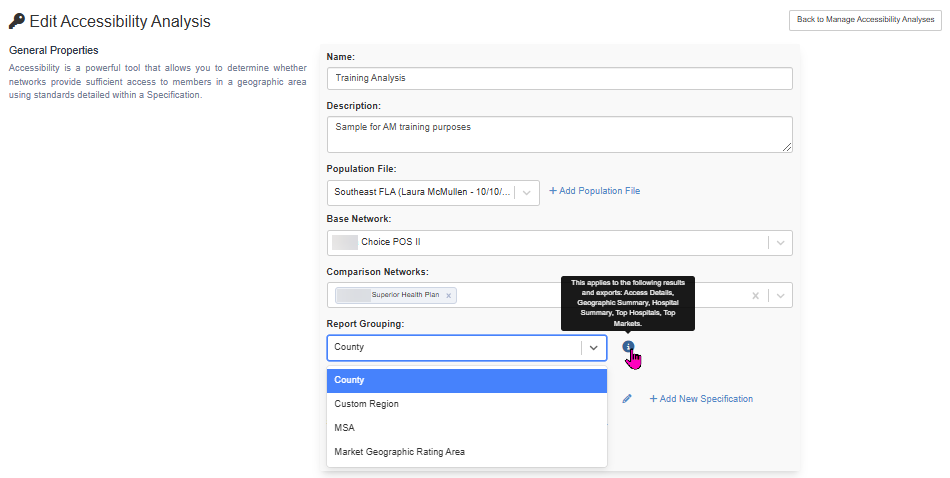 Edit Accessibility Analysis
Back to Manage Accessibility Analyses
General Properties
Accessibility is a powerful tool that allows you to determine whether
networks provide sufficient access to members in a geographic area
using standards detailed within a Specification.
Name:
Training Analysis
Description:
Sample for AM training purposes
Population File:
Southeast FLA (Laura McMullen - 10/10/...
+ Add Population File
Base Network:
Choice POS II
Comparison Networks:
Superior Health Plan ×
This applies to the following results
and exports: Access Details,
Geographic Summary, Hospital
Summary, Top Hospitals, Top
Markets.
Report Grouping:
County
County
Custom Region
MSA
Market Geographic Rating Area
+ Add New Specification